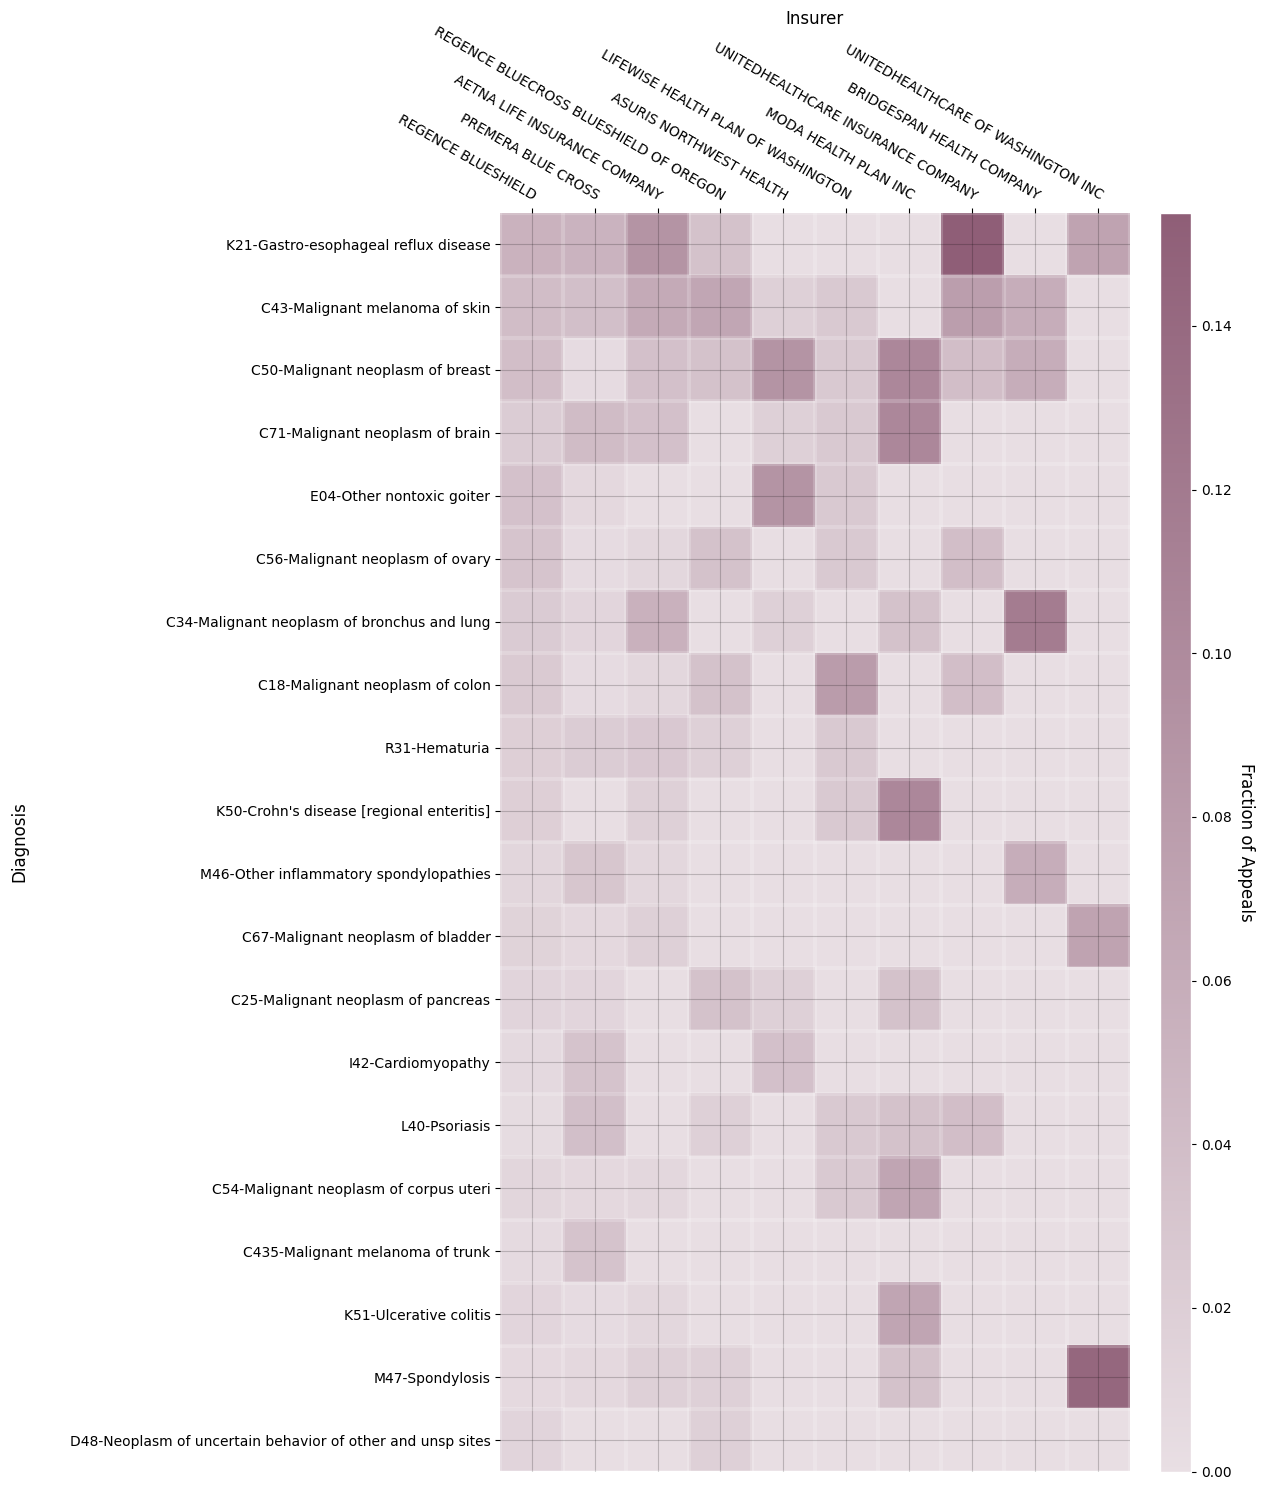 Insurer
REGENCE BLUESHIELD
PREMERA BLUE CROSS
AETNA LIFE INSURANCE COMPANY
REGENCE BLUECROSS BLUESHIELD OF OREGON
ASURIS NORTHWEST HEALTH
LIFEWISE HEALTH PLAN OF WASHINGTON
MODA HEALTH PLAN INC
UNITEDHEALTHCARE INSURANCE COMPANY
BRIDGESPAN HEALTH COMPANY
UNITEDHEALTHCARE OF WASHINGTON INC
Diagnosis
K21-Gastro-esophageal reflux disease
C43-Malignant melanoma of skin
C50-Malignant neoplasm of breast
C71-Malignant neoplasm of brain
E04-Other nontoxic goiter
C56-Malignant neoplasm of ovary
C34-Malignant neoplasm of bronchus and lung
C18-Malignant neoplasm of colon
R31-Hematuria
K50-Crohn's disease [regional enteritis]
M46-Other inflammatory spondylopathies
C67-Malignant neoplasm of bladder
C25-Malignant neoplasm of pancreas
I42-Cardiomyopathy
L40-Psoriasis
C54-Malignant neoplasm of corpus uteri
C435-Malignant melanoma of trunk
K51-Ulcerative colitis
M47-Spondylosis
D48-Neoplasm of uncertain behavior of other and unsp sites
0.14
0.12
0.10
0.08
0.06
0.04
0.02
0.00
Fraction of Appeals